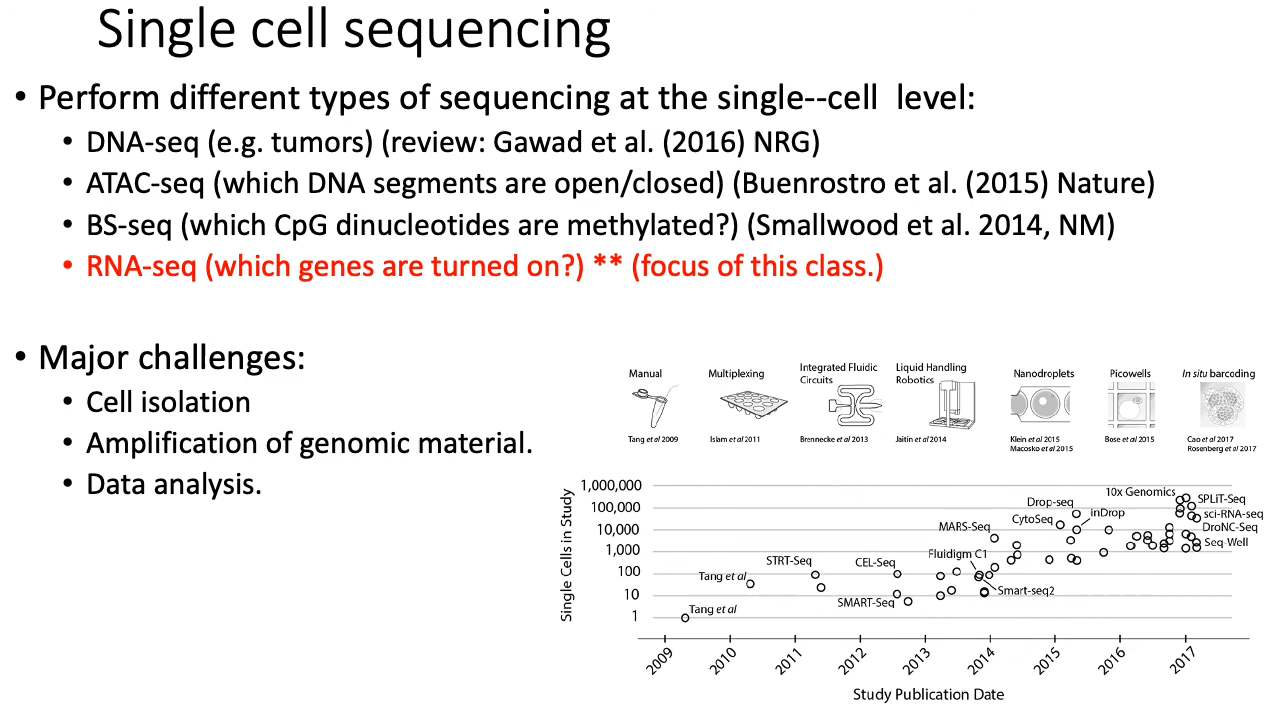 Single cell sequencing
• Perform different types of sequencing at the single--cell level:
• DNA-seq (e.g. tumors) (review: Gawad et al. (2016) NRG)
• ATAC-seq (which DNA segments are open/closed) (Buenrostro et al. (2015) Nature)
• BS-seq (which CpG dinucleotides are methylated?) (Smallwood et al. 2014, NM)
• RNA-seq (which genes are turned on?) ** (focus of this class.)
• Major challenges:
• Cell isolation
• Amplification of genomic material.
• Data analysis.
Manual
Multiplexing
Integrated Fluidic
Circuits
Liquid Handling
Robotics
Nanodroplets
Picowells
In situ barcoding
Tang et al 2009
Islam et al 2011
Brennecke et al 2013
Jaitin et al 2014
Klein et al 2015
Macosko et al 2015
Bose et al 2015
Cao et al 2017
Rosenberg et al 2017
Single Cells in Study
1,000,000
100,000
10,000
1,000
100
10
1
Tang et al
Tang et al
STRT-Seq
CEL-Seq
SMART-Seq
Fluidigm C1
Smart-seq2
MARS-Seq
CytoSeq
Drop-seq
InDrop
10x Genomics
SPLiT-Seq
sci-RNA-seq
DroNC-Seq
Seq-Well
2009
2010
2011
2012
2013
2014
2015
2016
2017
Study Publication Date